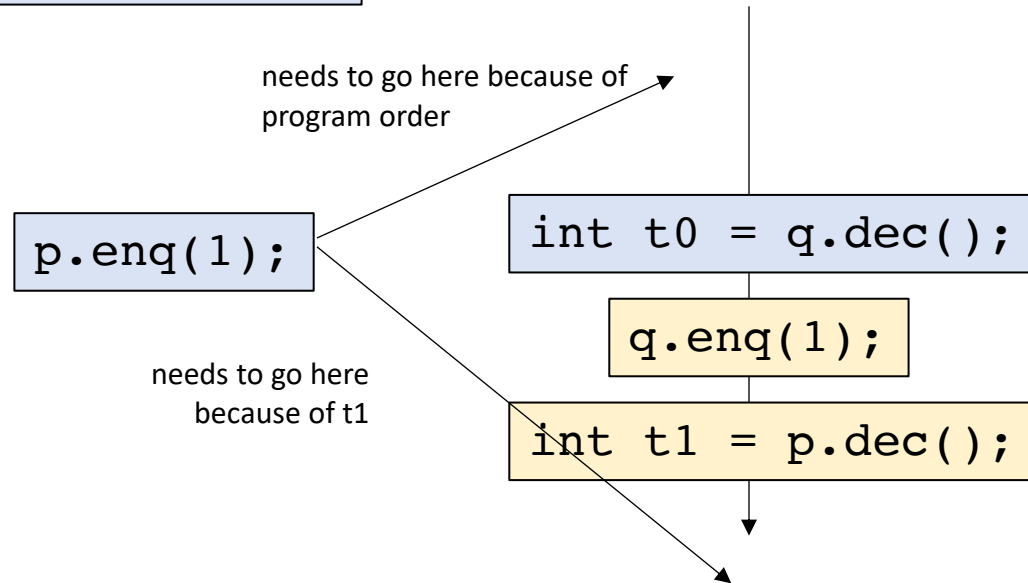 needs to go here because of
program order
p.enq(1);
int t0 = q.dec();
q.enq(1);
needs to go here
because of t1
int t1 = p.dec();